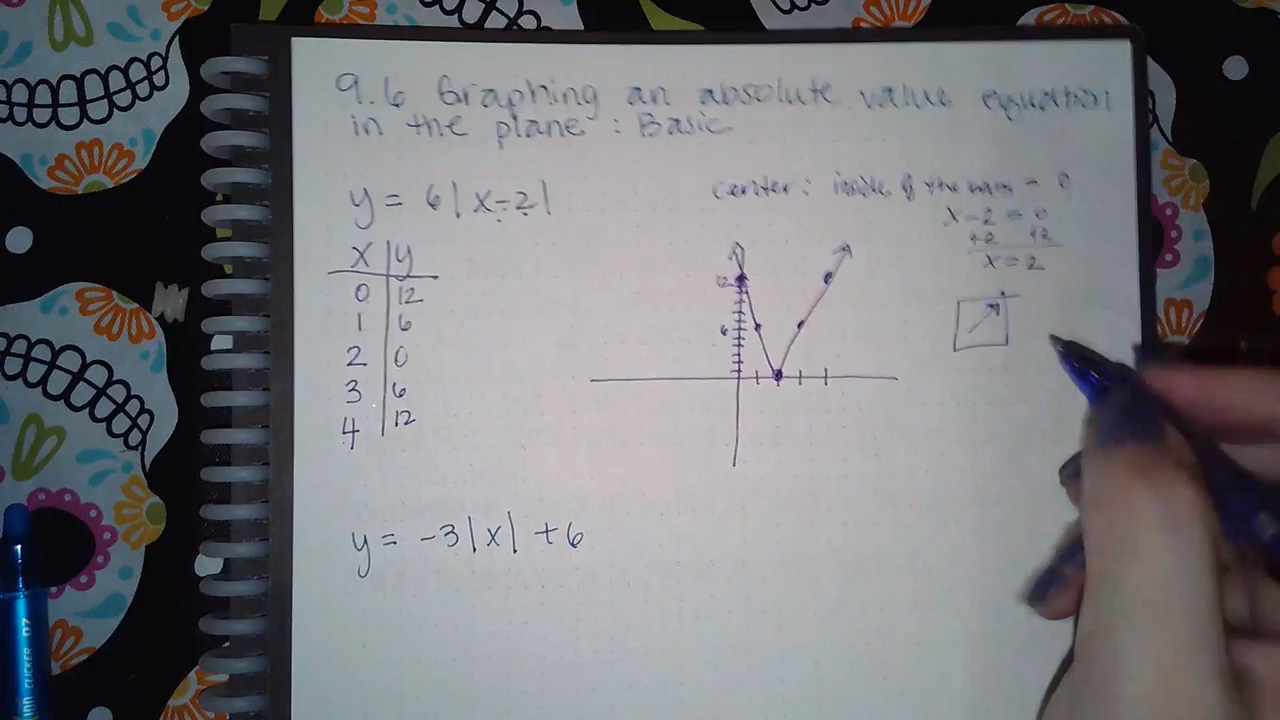 9.6 Graphing an absolute value equation
in the plane : Basic
y = 6|x-2|
center: inside of the bars = 0
x-2 = 0
+2 +2
x = 2
x y
0 12
1 6
2 0
3 6
4 12
12
6
y = -3|x| +6